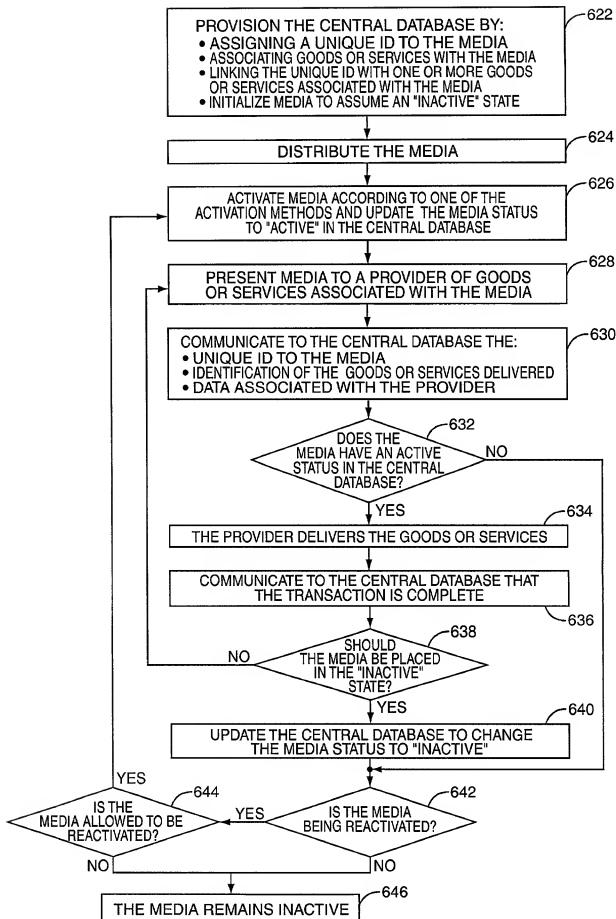 PROVISION THE CENTRAL DATABASE BY:
• ASSIGNING A UNIQUE ID TO THE MEDIA
• ASSOCIATING GOODS OR SERVICES WITH THE MEDIA
• LINKING THE UNIQUE ID WITH ONE OR MORE GOODS
OR SERVICES ASSOCIATED WITH THE MEDIA
• INITIALIZE MEDIA TO ASSUME AN "INACTIVE" STATE
622
DISTRIBUTE THE MEDIA
624
ACTIVATE MEDIA ACCORDING TO ONE OF THE
ACTIVATION METHODS AND UPDATE THE MEDIA STATUS
TO "ACTIVE" IN THE CENTRAL DATABASE
626
PRESENT MEDIA TO A PROVIDER OF GOODS
OR SERVICES ASSOCIATED WITH THE MEDIA
628
COMMUNICATE TO THE CENTRAL DATABASE THE:
• UNIQUE ID TO THE MEDIA
• IDENTIFICATION OF THE GOODS OR SERVICES DELIVERED
• DATA ASSOCIATED WITH THE PROVIDER
630
DOES THE
MEDIA HAVE AN ACTIVE
STATUS IN THE CENTRAL
DATABASE?
632
NO
YES
THE PROVIDER DELIVERS THE GOODS OR SERVICES
634
COMMUNICATE TO THE CENTRAL DATABASE THAT
THE TRANSACTION IS COMPLETE
636
SHOULD
THE MEDIA BE PLACED
IN THE "INACTIVE"
STATE?
638
NO
YES
UPDATE THE CENTRAL DATABASE TO CHANGE
THE MEDIA STATUS TO "INACTIVE"
640
IS THE MEDIA
BEING REACTIVATED?
642
YES
NO
IS THE
MEDIA ALLOWED TO BE
REACTIVATED?
644
YES
NO
THE MEDIA REMAINS INACTIVE
646